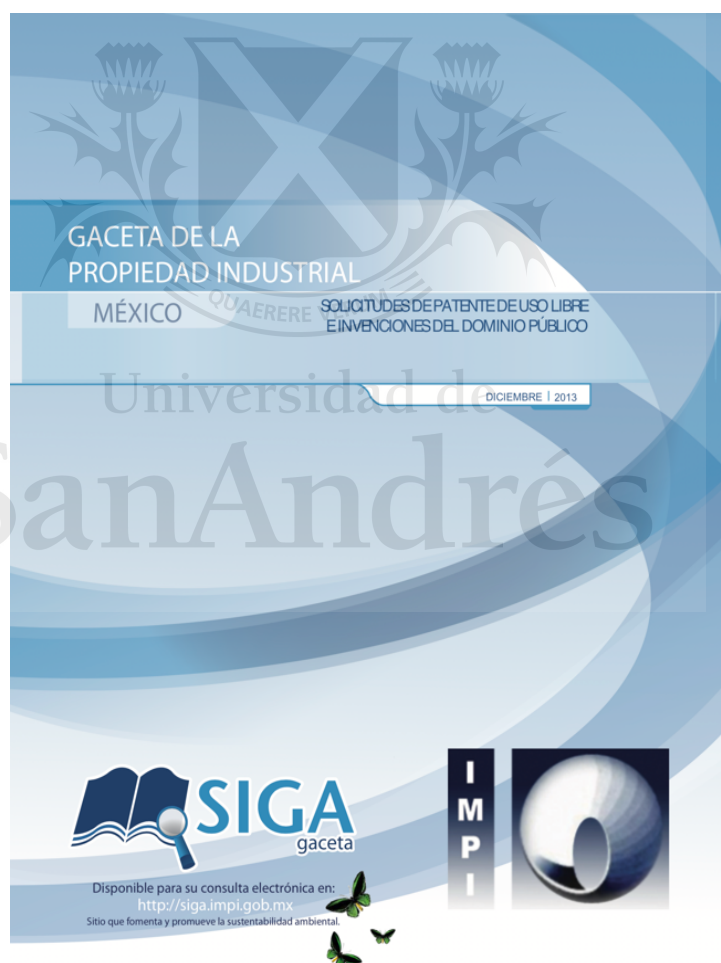 GACETA DE LA
PROPIEDAD INDUSTRIAL
MÉXICO
QUAERERE VERUM
SOLICITUDES DE PATENTE DE USO LIBRE
E INVENCIONES DEL DOMINIO PÚBLICO
Universidad de
DICIEMBRE | 2013
SanAndrés
SIGA
gaceta
I
M
P
I
Disponible para su consulta electrónica en:
http://siga.impi.gob.mx
Sitio que fomenta y promueve la sustentabilidad ambiental.